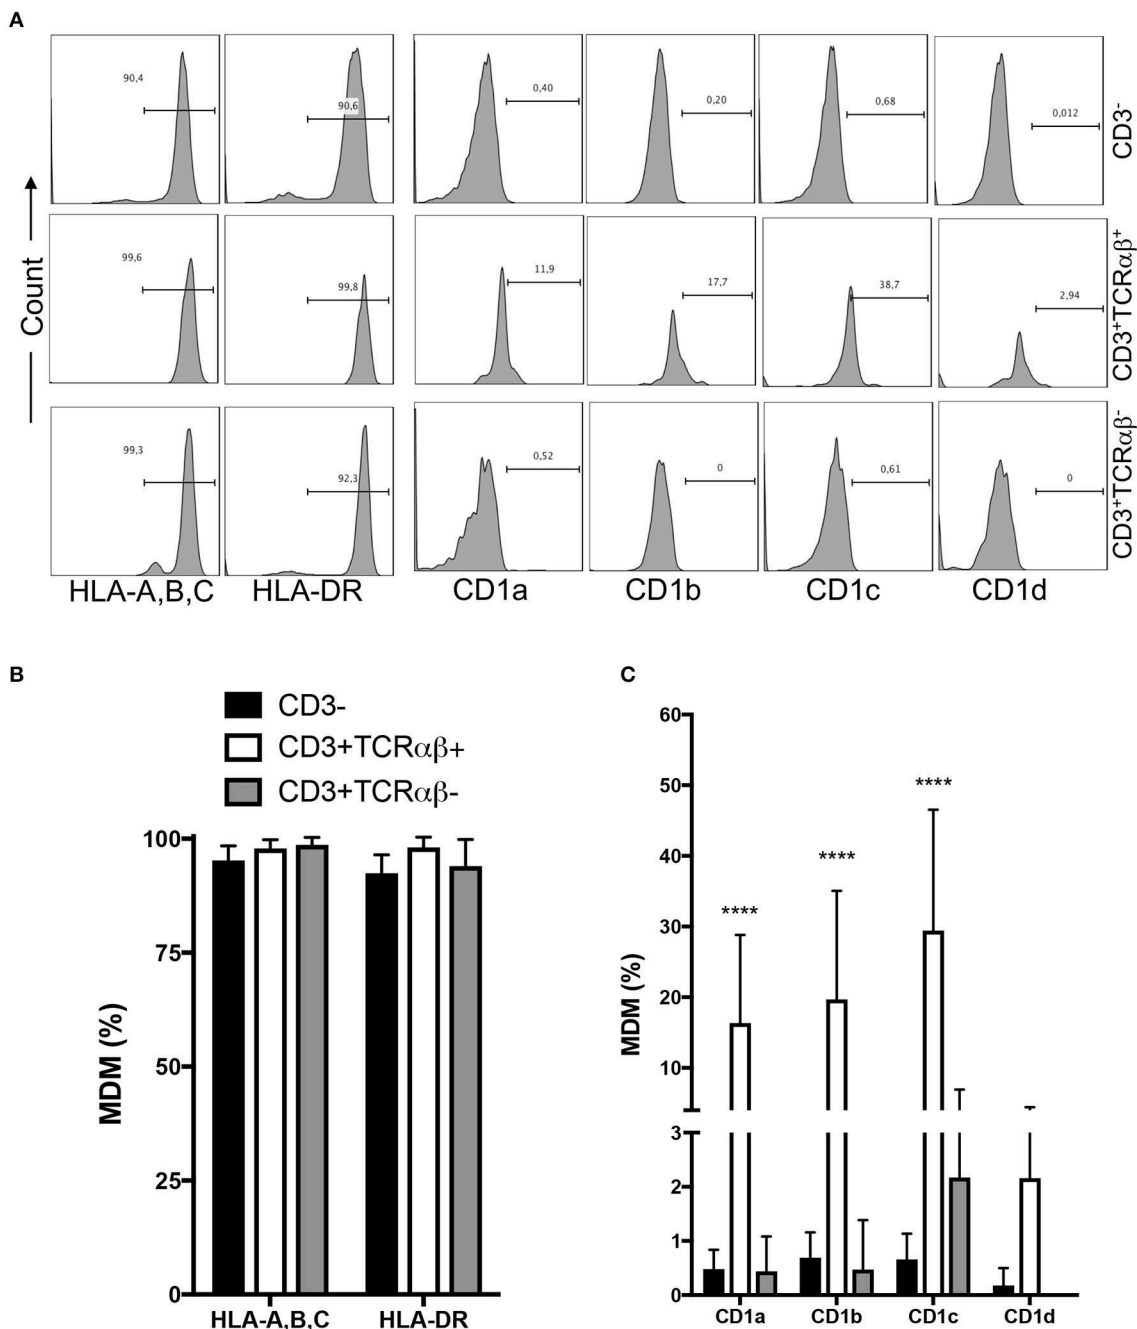 A
90,4
90,6
0,40
0,20
0,68
0,012
CD3-
99,6
99,8
11,9
17,7
38,7
2,94
CD3⁺TCRαβ⁺
Count
99,3
92,3
0,52
0
0,61
0
CD3⁺TCRαβ⁻
HLA-A,B,C
HLA-DR
CD1a
CD1b
CD1c
CD1d
B
CD3-
CD3+TCRαβ+
CD3+TCRαβ-
100
75
50
25
0
MDM (%)
HLA-A,B,C
HLA-DR
C
60
50
40
30
20
10
3
2
1
0
MDM (%)
****
****
****
CD1a
CD1b
CD1c
CD1d